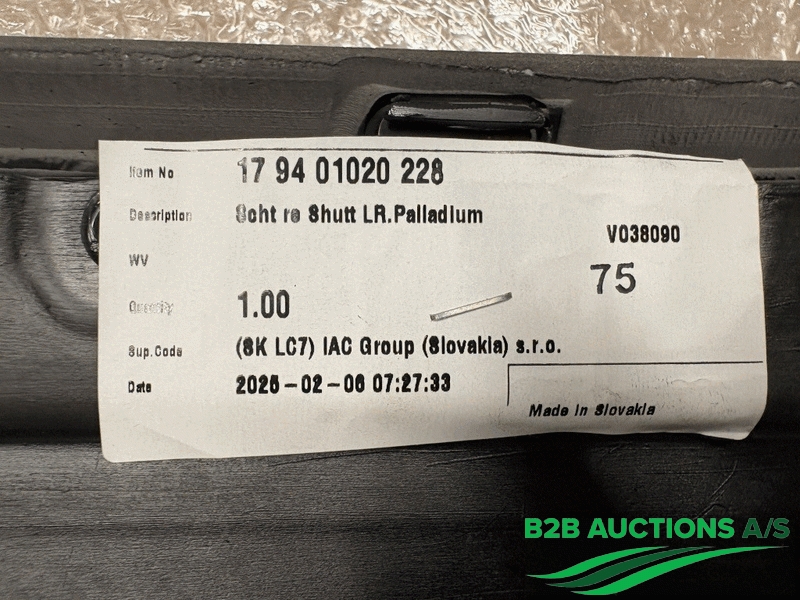 Item No 17 94 01020 228
Description Scht re Shutt LR.Palladium
V038090
WV
75
Quantity 1.00
Sup.Code (SK LC7) IAC Group (Slovakia) s.r.o.
Date 2025-02-06 07:27:33
Made in Slovakia
B2B AUCTIONS A/S